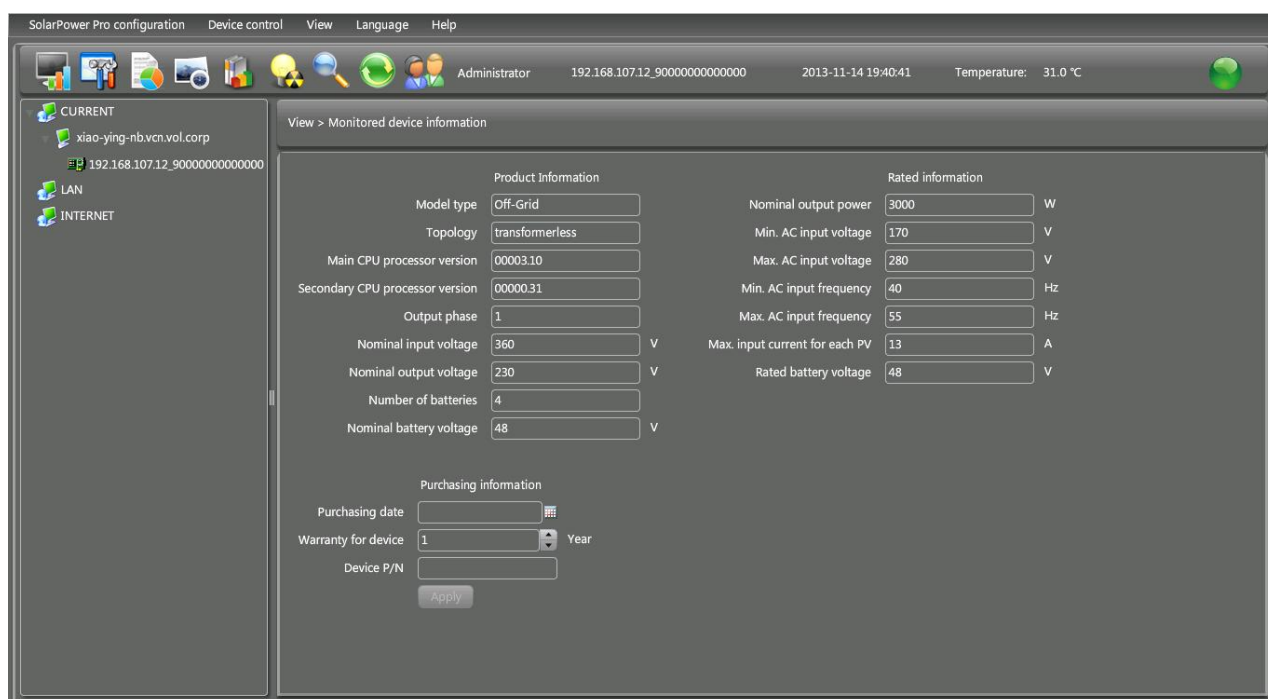 SolarPower Pro configuration Device control View Language Help
Administrator 192.168.107.12_90000000000000 2013-11-14 19:40:41 Temperature: 31.0 ℃
CURRENT
xiao-ying-nb.vcn.vol.corp
192.168.107.12_90000000000000
LAN
INTERNET
View > Monitored device information
Product Information
Model type Off-Grid
Topology transformerless
Main CPU processor version 00003.10
Secondary CPU processor version 00000.31
Output phase 1
Nominal input voltage 360 V
Nominal output voltage 230 V
Number of batteries 4
Nominal battery voltage 48 V
Rated information
Nominal output power 3000 W
Min. AC input voltage 170 V
Max. AC input voltage 280 V
Min. AC input frequency 40 Hz
Max. AC input frequency 55 Hz
Max. input current for each PV 13 A
Rated battery voltage 48 V
Purchasing information
Purchasing date
Warranty for device 1 Year
Device P/N
Apply